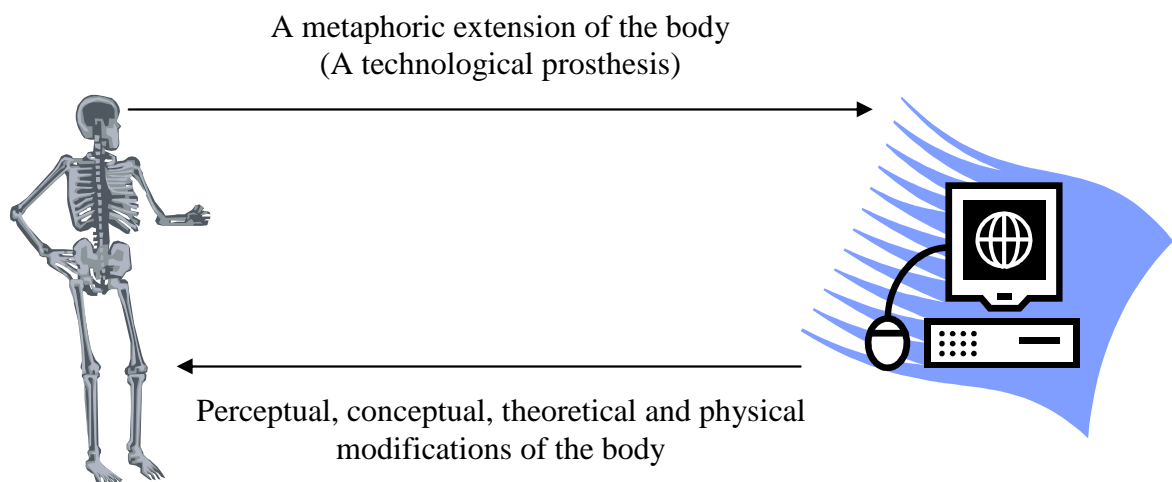 A metaphoric extension of the body
(A technological prosthesis)
Perceptual, conceptual, theoretical and physical
modifications of the body